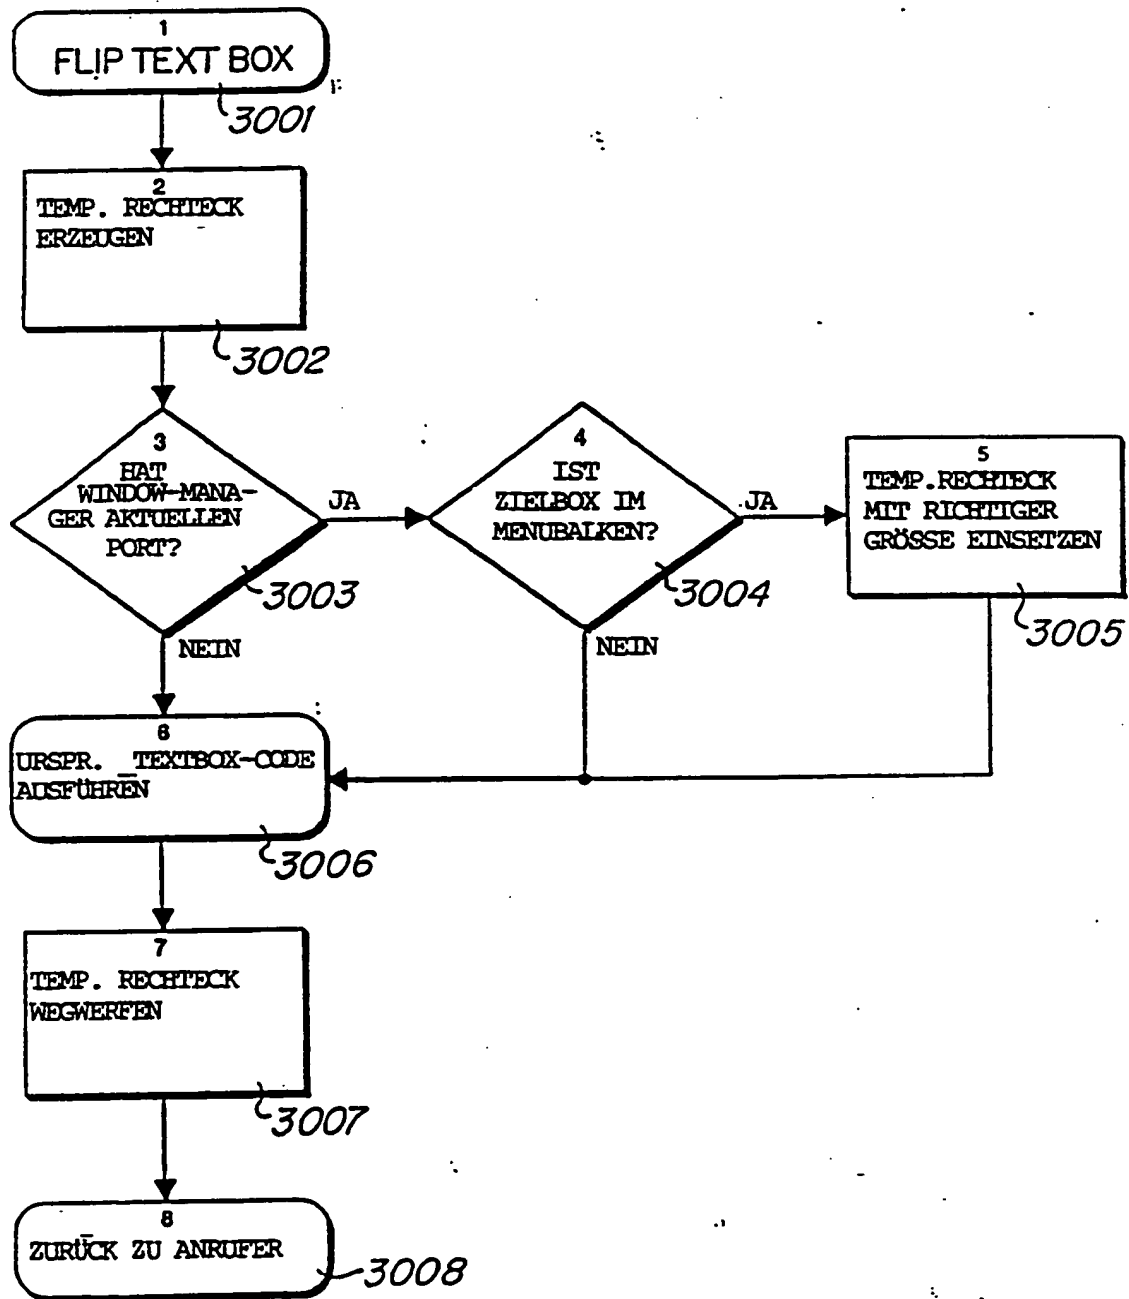 1
FLIP TEXT BOX
3001
2
TEMP. RECHTECK
ERZEUGEN
3002
3
HAT
WINDOW-MANA-
GER AKTUELLEN
PORT?
JA
3003
NEIN
4
IST
ZIELBOX IM
MENUBALKEN?
JA
3004
NEIN
5
TEMP.RECHTECK
MIT RICHTIGER
GRÖSSE EINSETZEN
3005
6
URSPR. _TEXTBOX-CODE
AUSFÜHREN
3006
7
TEMP. RECHTECK
WEGWERFEN
3007
8
ZURÜCK ZU ANRUFER
3008